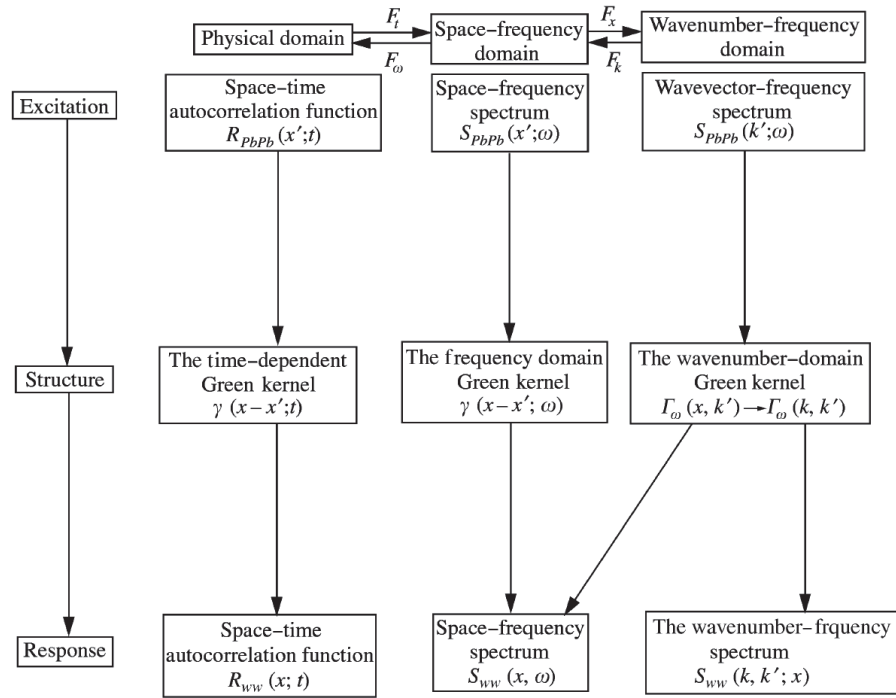 Physical domain
F_t
F_ω
Space–frequency
domain
F_x
F_k
Wavenumber–frequency
domain
Excitation
Space–time
autocorrelation function
R_PbPb (x′;t)
Space–frequency
spectrum
S_PbPb (x′;ω)
Wavevector–frequency
spectrum
S_PbPb (k′;ω)
Structure
The time–dependent
Green kernel
γ (x–x′;t)
The frequency domain
Green kernel
γ (x–x′; ω)
The wavenumber–domain
Green kernel
Γ_ω (x, k′) → Γ_ω (k, k′)
Response
Space–time
autocorrelation function
R_ww (x; t)
Space–frequency
spectrum
S_ww (x, ω)
The wavenumber–frquency
spectrum
S_ww (k, k′; x)